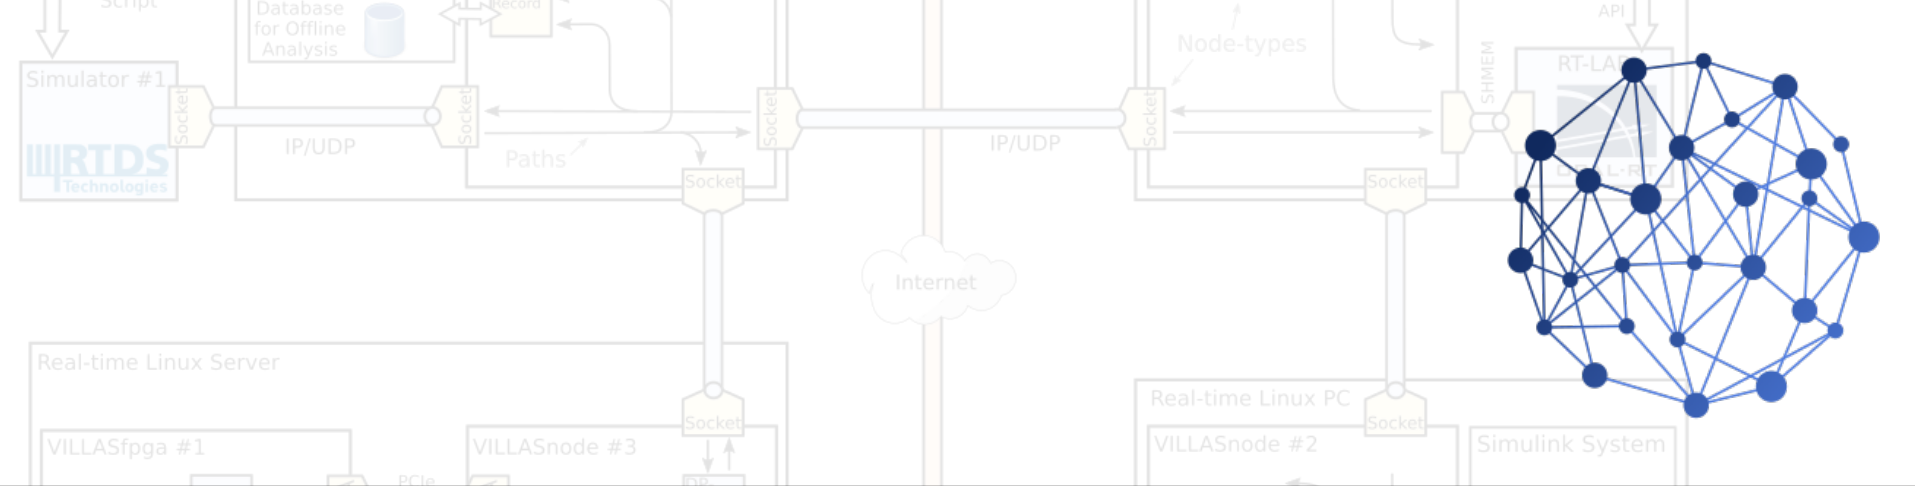 Script
Database
for Offline
Analysis
Record
Node-types
API
Simulator #1
Socket
Socket
Socket
Socket
SHMEM
RT-LAB
IP/UDP
Paths
IP/UDP
RTDS
Technologies
Socket
Socket
Internet
Real-time Linux Server
Real-time Linux PC
Socket
Socket
VILLASfpga #1
VILLASnode #3
VILLASnode #2
Simulink System
PCIe